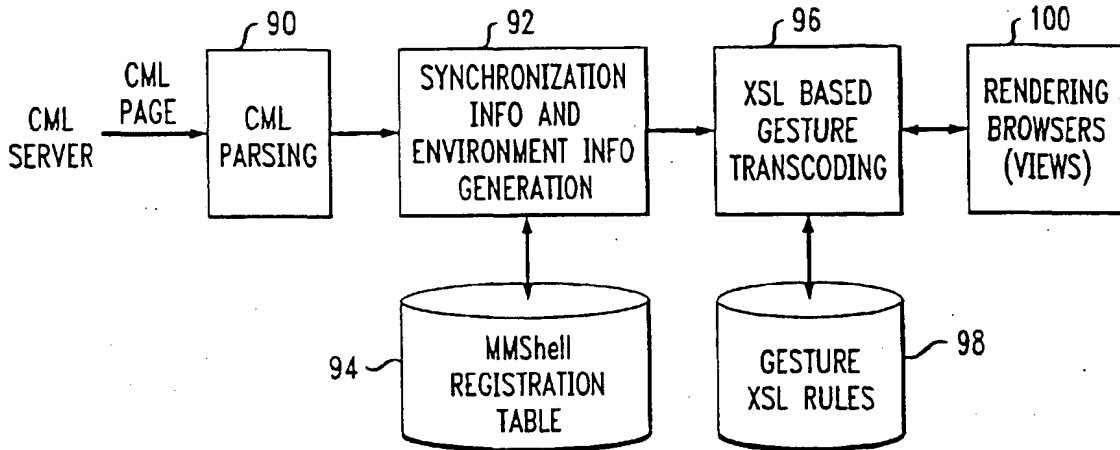 90
92
96
100
CML
PAGE
CML
SERVER
CML
PARSING
SYNCHRONIZATION
INFO AND
ENVIRONMENT INFO
GENERATION
XSL BASED
GESTURE
TRANSCODING
RENDERING
BROWSERS
(VIEWS)
94
MMShell
REGISTRATION
TABLE
GESTURE
XSL RULES
98